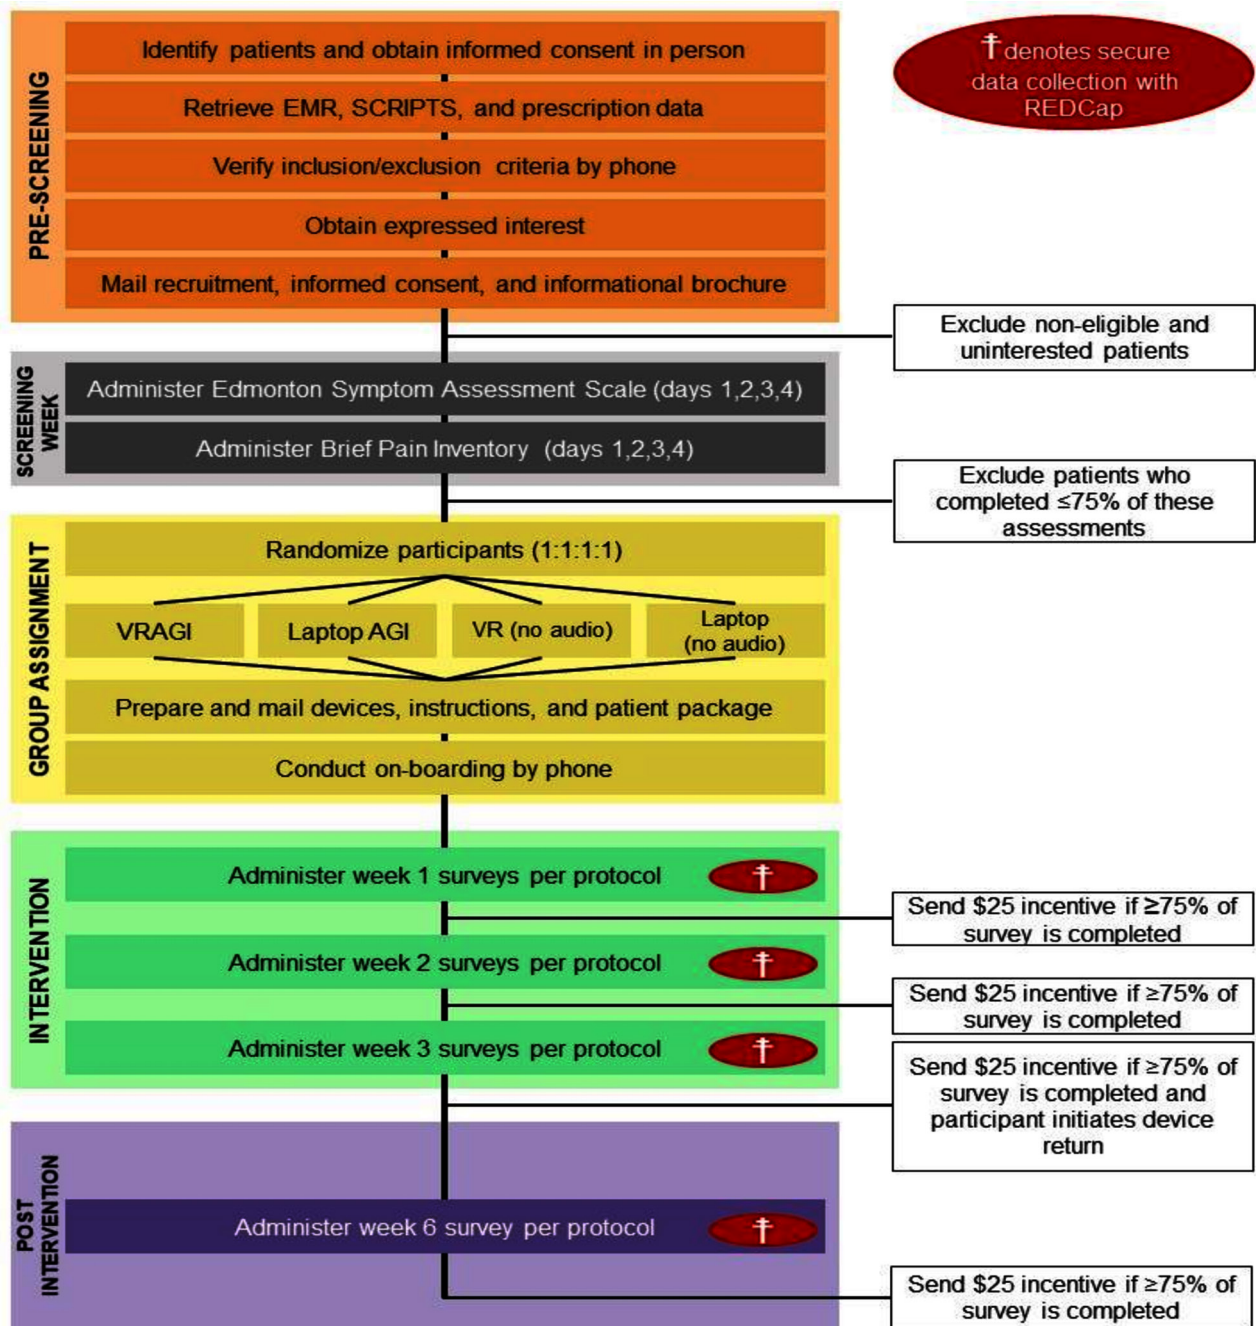 PRE-SCREENING
Identify patients and obtain informed consent in person
Retrieve EMR, SCRIPTS, and prescription data
Verify inclusion/exclusion criteria by phone
Obtain expressed interest
Mail recruitment, informed consent, and informational brochure
† denotes secure
data collection with
REDCap
Exclude non-eligible and
uninterested patients
SCREENING
WEEK
Administer Edmonton Symptom Assessment Scale (days 1,2,3,4)
Administer Brief Pain Inventory (days 1,2,3,4)
Exclude patients who
completed ≤75% of these
assessments
GROUP ASSIGNMENT
Randomize participants (1:1:1:1)
VRAGI
Laptop AGI
VR (no audio)
Laptop
(no audio)
Prepare and mail devices, instructions, and patient package
Conduct on-boarding by phone
INTERVENTION
Administer week 1 surveys per protocol †
Send $25 incentive if ≥75% of
survey is completed
Administer week 2 surveys per protocol †
Send $25 incentive if ≥75% of
survey is completed
Administer week 3 surveys per protocol †
Send $25 incentive if ≥75% of
survey is completed and
participant initiates device
return
POST
INTERVENTION
Administer week 6 survey per protocol †
Send $25 incentive if ≥75% of
survey is completed